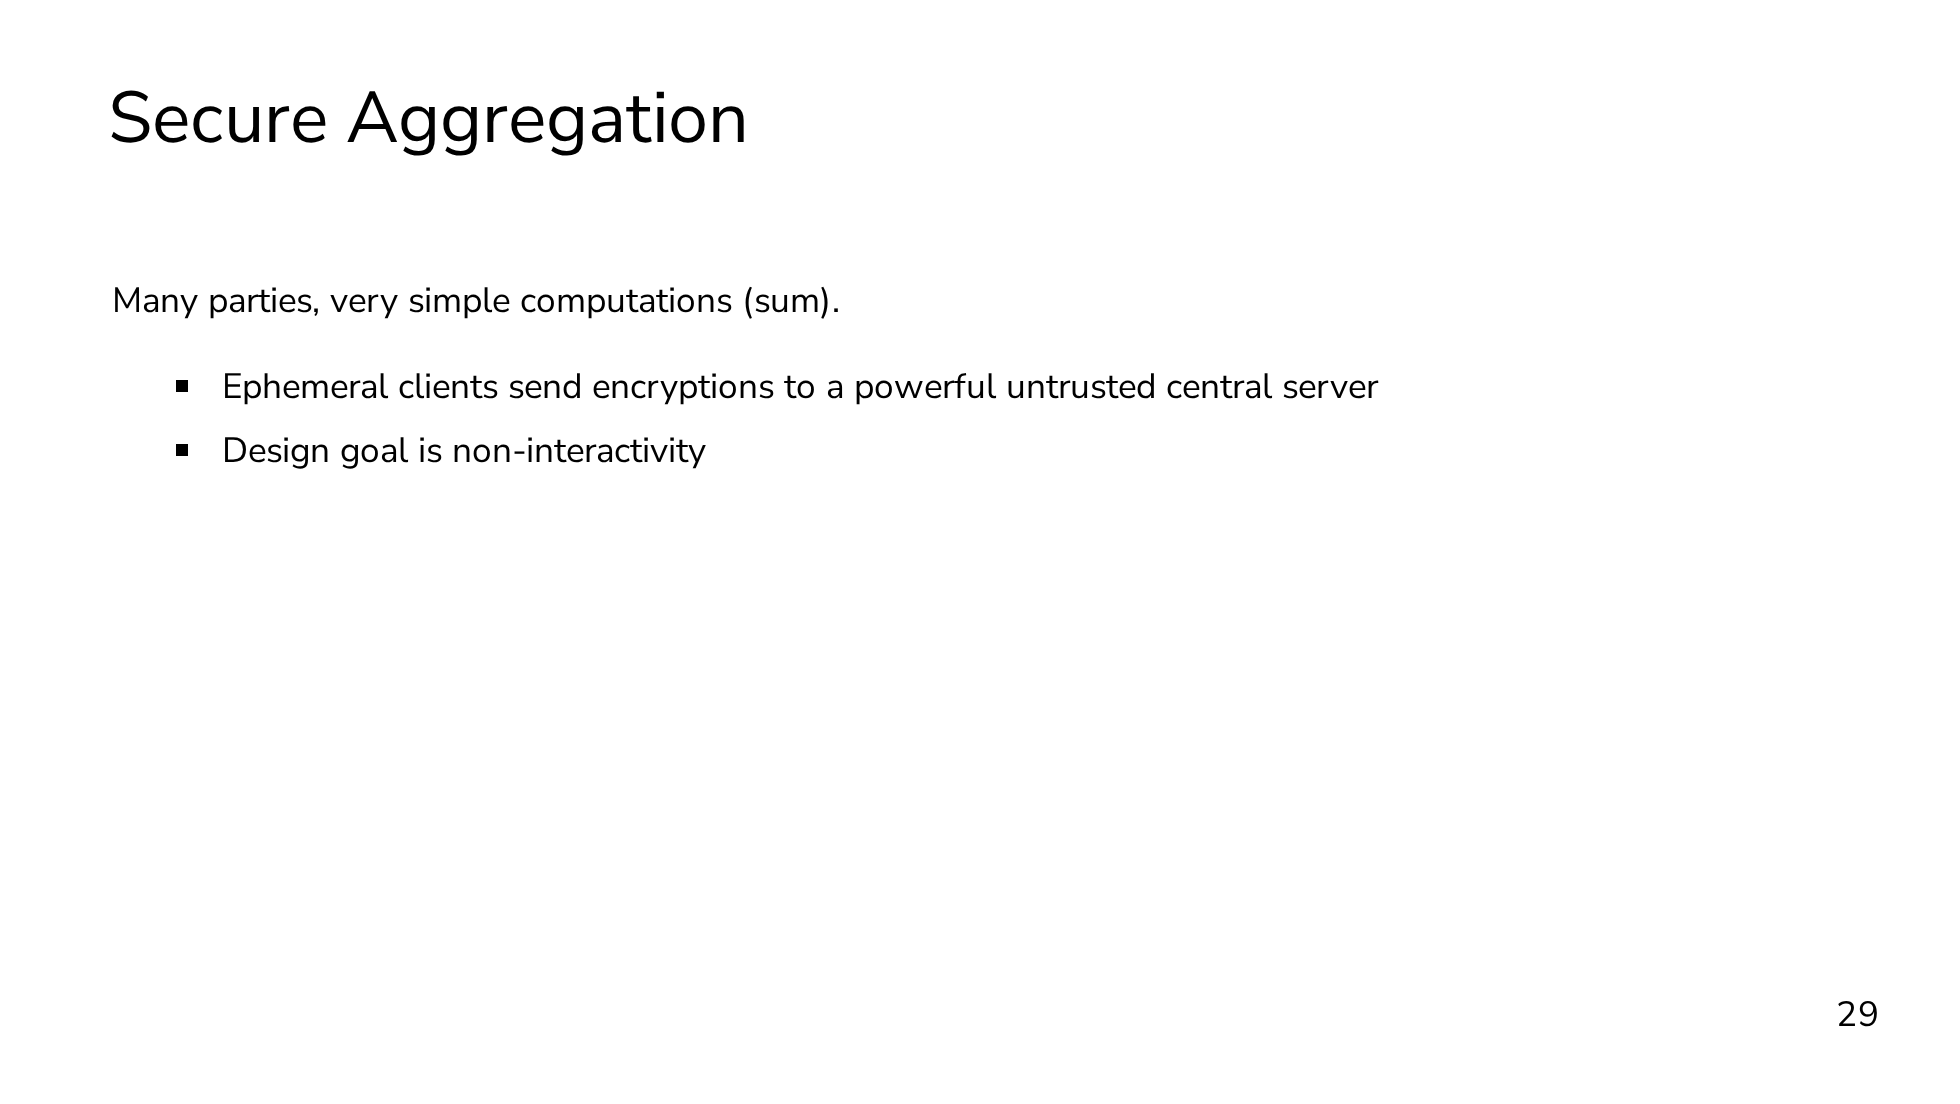 Secure Aggregation
Many parties, very simple computations (sum).
▪ Ephemeral clients send encryptions to a powerful untrusted central server
▪ Design goal is non-interactivity
29